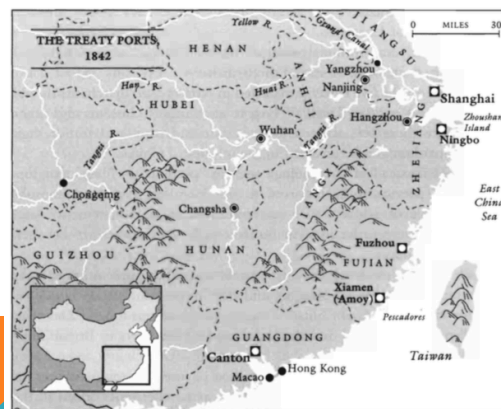 THE TREATY PORTS
1842
Yellow R.
Grand Canal
JIANGSU
MILES
HENAN
Yangzhou
Nanjing
ANHUI
Huai R.
Han R.
HUBEI
Shanghai
Hangzhou
Zhoushan
Island
Ningbo
Wuhan
Yangzi R.
Yangzi R.
ZHEJIANG
Chongqing
East
China
Sea
Changsha
JIANGX
HUNAN
GUIZHOU
Fuzhou
FUJIAN
Xiamen
(Amoy)
Pescadores
Taiwan
GUANGDONG
Canton
Hong Kong
Macao